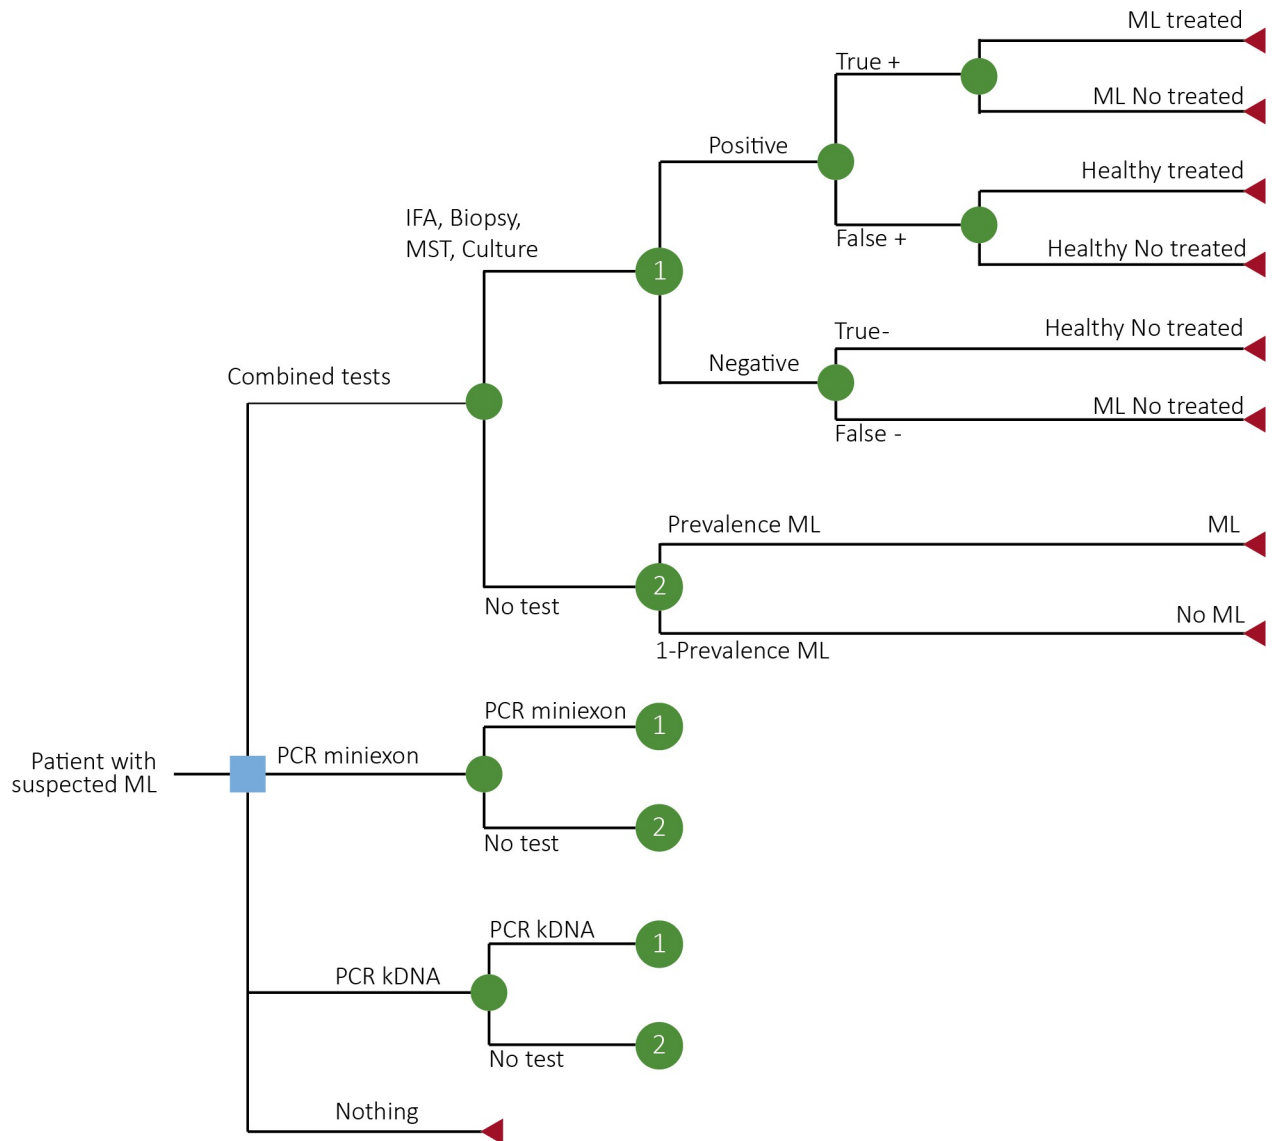 ML treated
True +
ML No treated
Positive
Healthy treated
IFA, Biopsy,
MST, Culture
False +
Healthy No treated
1
True-
Healthy No treated
Negative
Combined tests
ML No treated
False -
Prevalence ML
ML
2
No test
No ML
1-Prevalence ML
PCR miniexon
1
Patient with
suspected ML
PCR miniexon
No test
2
PCR kDNA
1
PCR kDNA
No test
2
Nothing